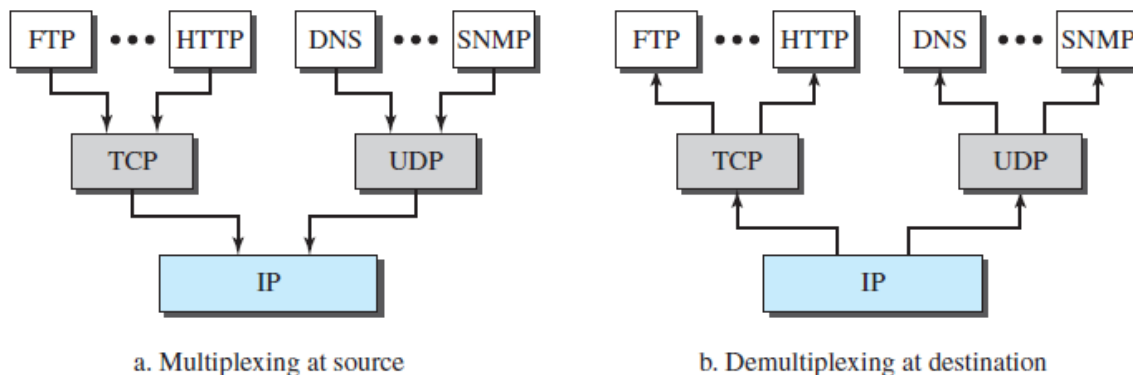 FTP ••• HTTP DNS ••• SNMP FTP ••• HTTP DNS ••• SNMP
TCP UDP TCP UDP
IP IP
a. Multiplexing at source b. Demultiplexing at destination